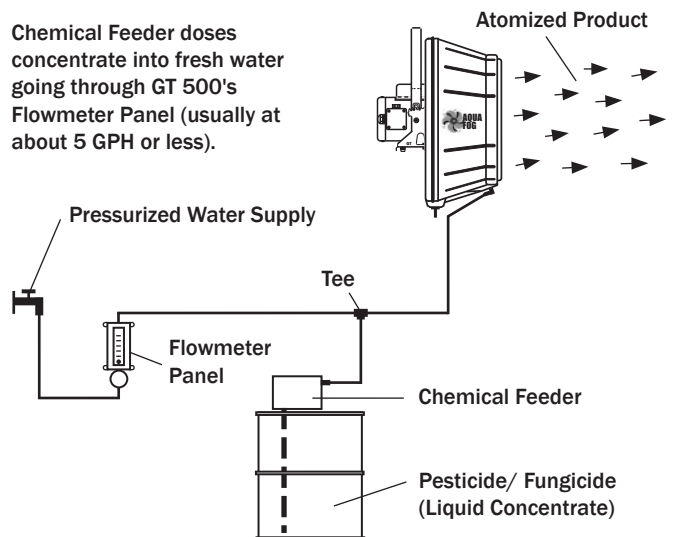 Chemical Feeder doses
concentrate into fresh water
going through GT 500's
Flowmeter Panel (usually at
about 5 GPH or less).
Atomized Product
AQUA
FOG
GT
Pressurized Water Supply
Tee
Flowmeter
Panel
Chemical Feeder
Pesticide/ Fungicide
(Liquid Concentrate)